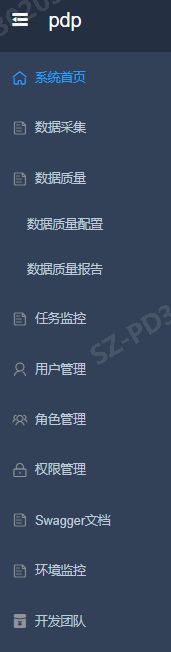 pdp
系统首页
数据采集
数据质量
数据质量配置
数据质量报告
任务监控
用户管理
角色管理
权限管理
Swagger文档
环境监控
开发团队
SZ-PD3